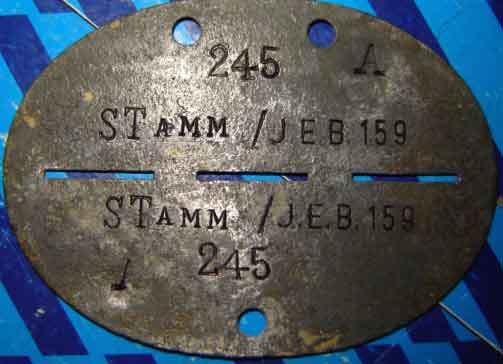 245 A
STAMM /J E B. 159
STAMM /J.E.B. 159
245